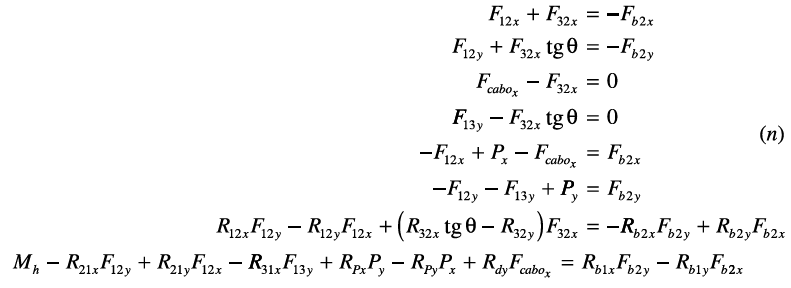 F_{12x} + F_{32x} = -F_{b2x}
F_{12y} + F_{32x} tg θ = -F_{b2y}
F_{cabo_x} - F_{32x} = 0
F_{13y} - F_{32x} tg θ = 0
(n)
-F_{12x} + P_x - F_{cabo_x} = F_{b2x}
-F_{12y} - F_{13y} + P_y = F_{b2y}
R_{12x}F_{12y} - R_{12y}F_{12x} + (R_{32x} tg θ - R_{32y})F_{32x} = -R_{b2x}F_{b2y} + R_{b2y}F_{b2x}
M_h - R_{21x}F_{12y} + R_{21y}F_{12x} - R_{31x}F_{13y} + R_{Px}P_y - R_{Py}P_x + R_{dy}F_{cabo_x} = R_{b1x}F_{b2y} - R_{b1y}F_{b2x}